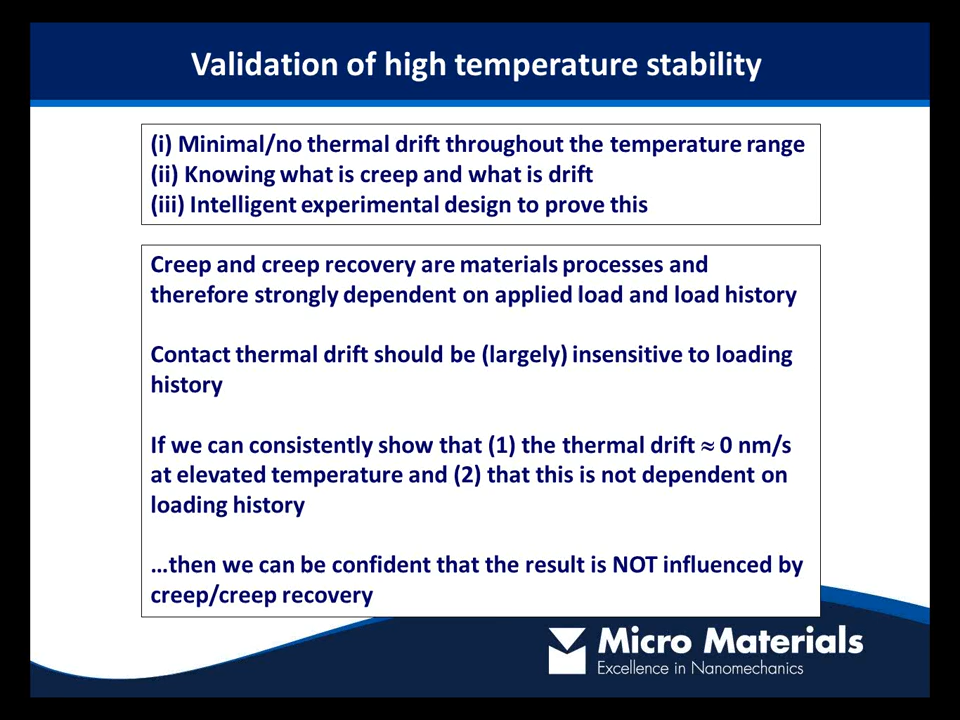 Validation of high temperature stability
(i) Minimal/no thermal drift throughout the temperature range
(ii) Knowing what is creep and what is drift
(iii) Intelligent experimental design to prove this
Creep and creep recovery are materials processes and
therefore strongly dependent on applied load and load history
Contact thermal drift should be (largely) insensitive to loading
history
If we can consistently show that (1) the thermal drift ≈ 0 nm/s
at elevated temperature and (2) that this is not dependent on
loading history
…then we can be confident that the result is NOT influenced by
creep/creep recovery
Micro Materials
Excellence in Nanomechanics